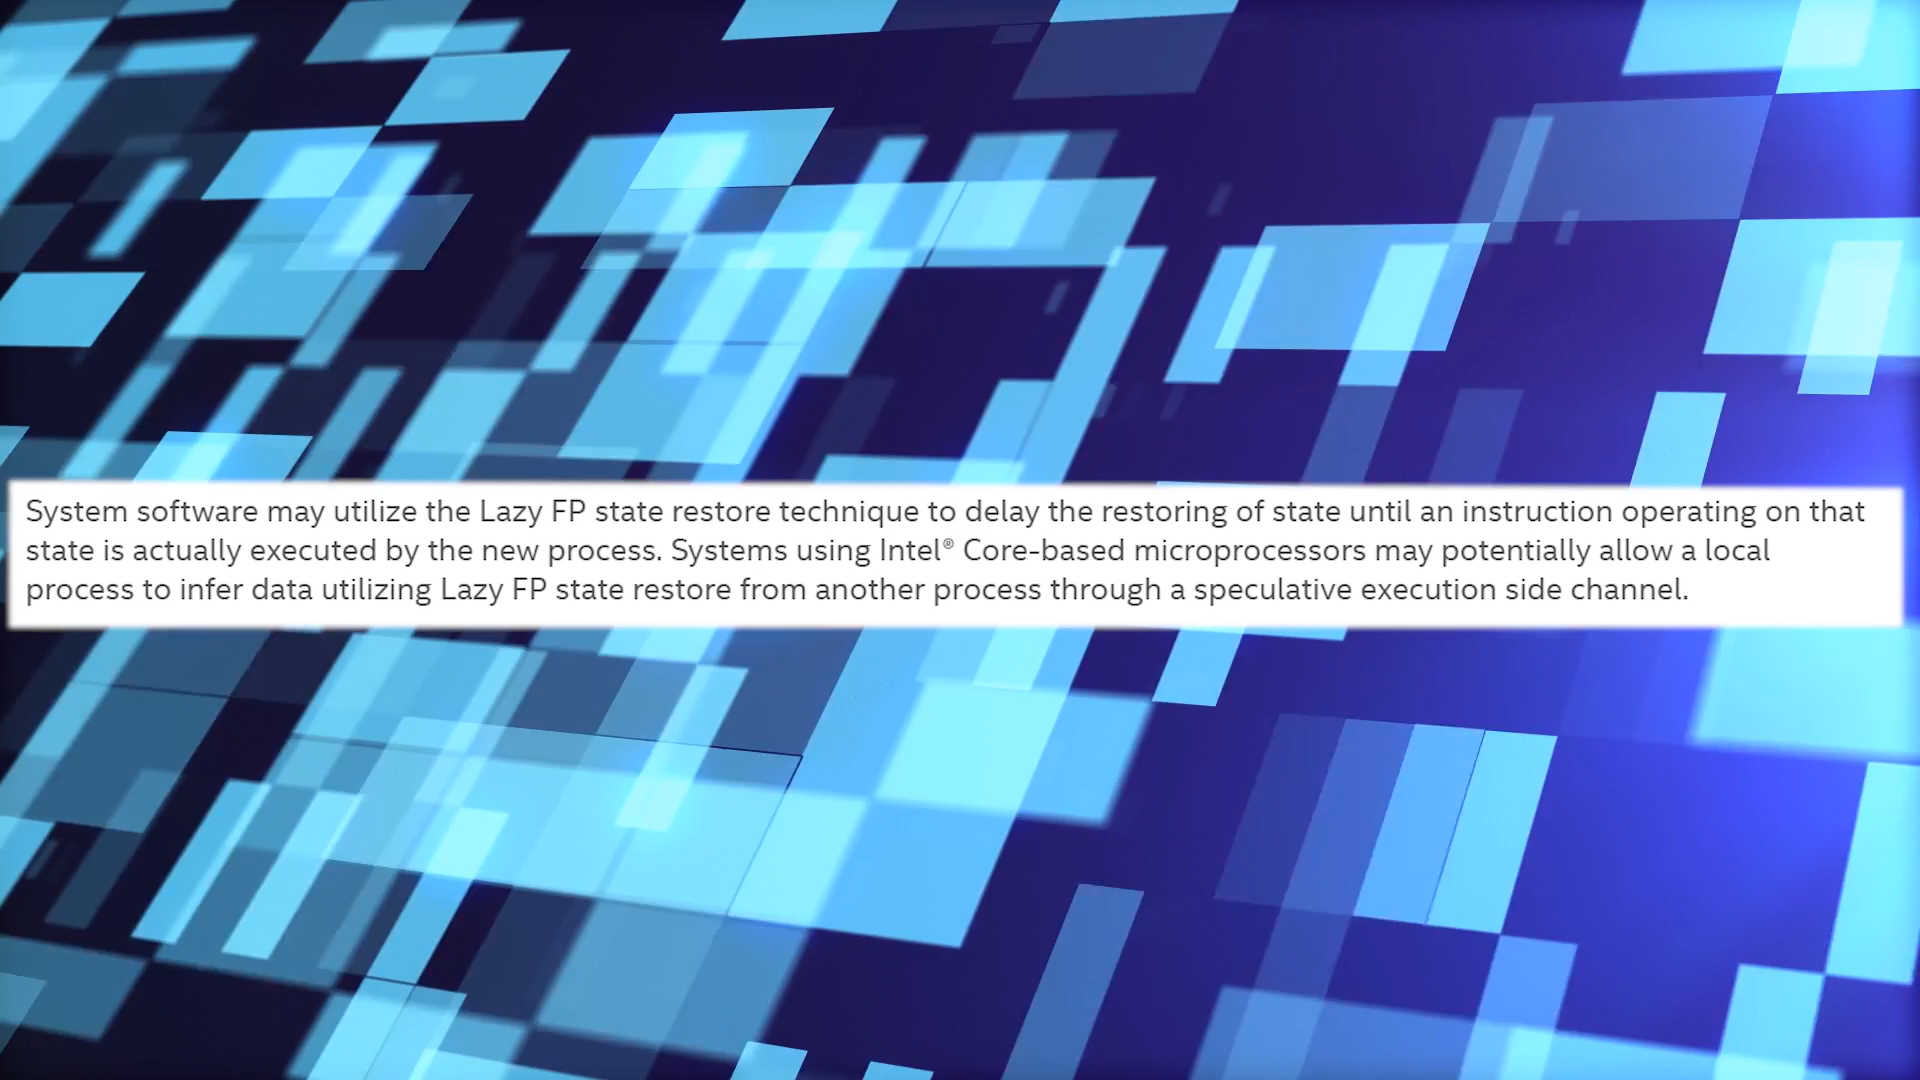 System software may utilize the Lazy FP state restore technique to delay the restoring of state until an instruction operating on that
state is actually executed by the new process. Systems using Intel® Core-based microprocessors may potentially allow a local
process to infer data utilizing Lazy FP state restore from another process through a speculative execution side channel.